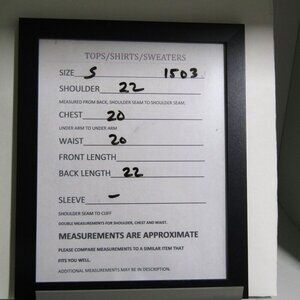 TOPS/SHIRTS/SWEATERS
SIZE S 1503
SHOULDER 22
MEASURED FROM BACK, SHOULDER SEAM TO SHOULDER SEAM.
CHEST 20
UNDER ARM TO UNDER ARM
WAIST 20
FRONT LENGTH
BACK LENGTH 22
SLEEVE -
SHOULDER SEAM TO CUFF
DOUBLE MEASUREMENTS FOR SHOULDER, CHEST AND WAIST.
MEASUREMENTS ARE APPROXIMATE
PLEASE COMPARE MEASUREMENTS TO A SIMILAR ITEM THAT
FITS YOU WELL.
ADDITIONAL MEASUREMENTS MAY BE IN DESCRIPTION.